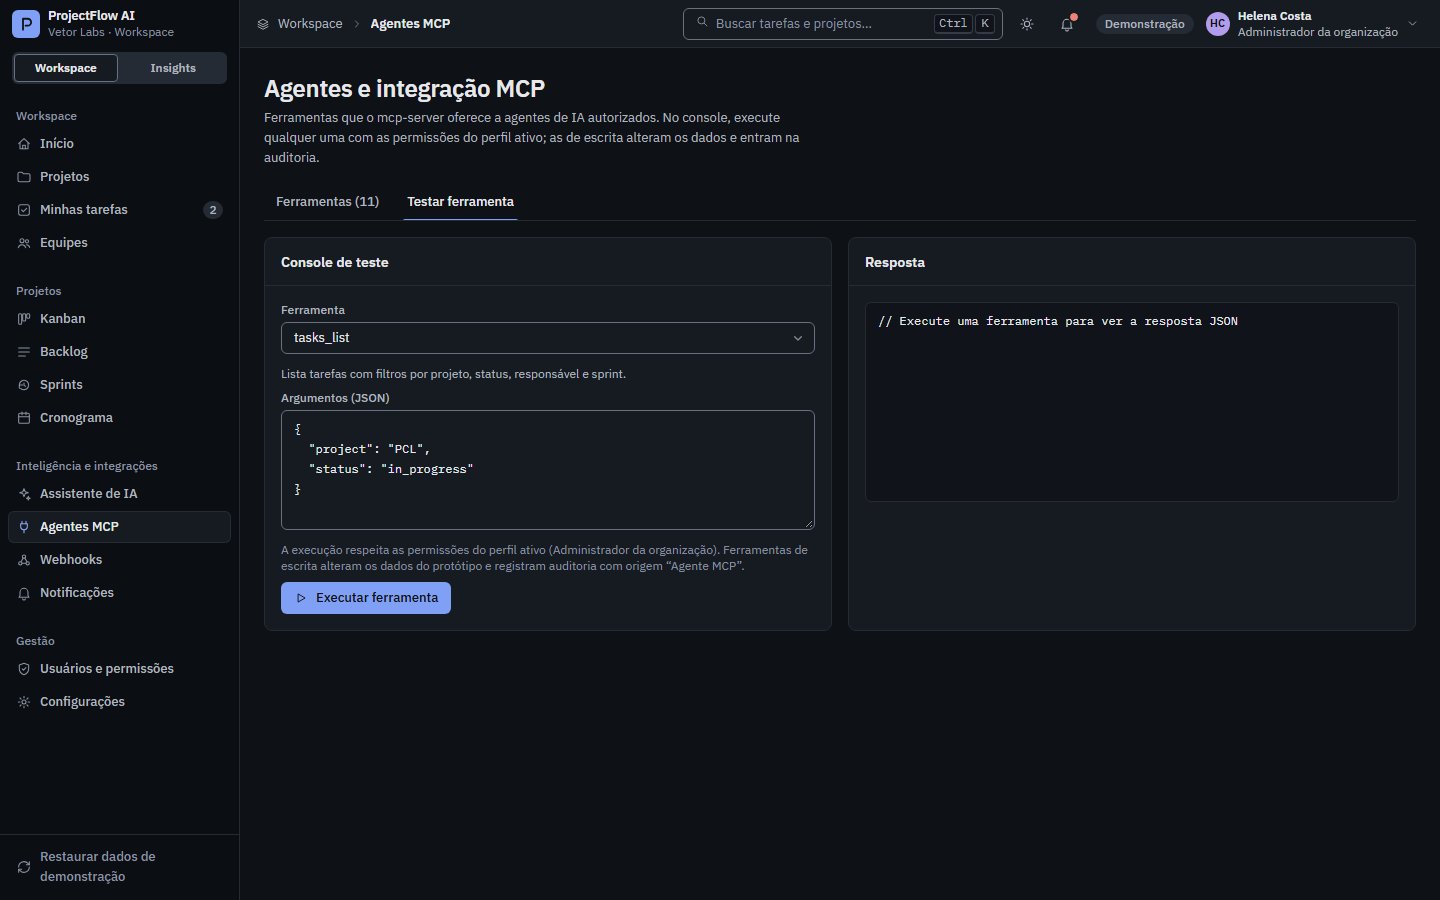 ProjectFlow AI
Vetor Labs · Workspace
Workspace
Insights
Workspace
Início
Projetos
Minhas tarefas
2
Equipes
Projetos
Kanban
Backlog
Sprints
Cronograma
Inteligência e integrações
Assistente de IA
Agentes MCP
Webhooks
Notificações
Gestão
Usuários e permissões
Configurações
Restaurar dados de
demonstração
Workspace
Agentes MCP
Buscar tarefas e projetos...
Ctrl K
Demonstração
HC
Helena Costa
Administrador da organização
Agentes e integração MCP
Ferramentas que o mcp-server oferece a agentes de IA autorizados. No console, execute
qualquer uma com as permissões do perfil ativo; as de escrita alteram os dados e entram na
auditoria.
Ferramentas (11)
Testar ferramenta
Console de teste
Ferramenta
tasks_list
Lista tarefas com filtros por projeto, status, responsável e sprint.
Argumentos (JSON)
{
"project": "PCL",
"status": "in_progress"
}
A execução respeita as permissões do perfil ativo (Administrador da organização). Ferramentas de
escrita alteram os dados do protótipo e registram auditoria com origem “Agente MCP”.
Executar ferramenta
Resposta
// Execute uma ferramenta para ver a resposta JSON